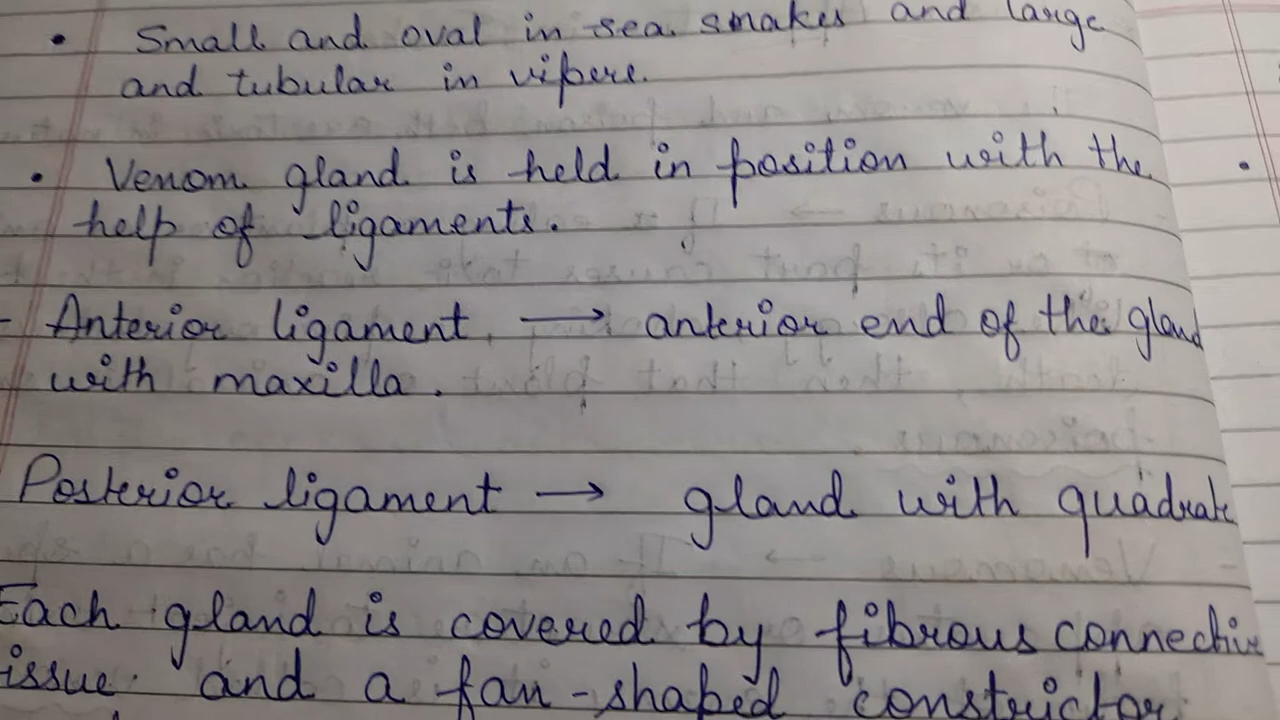 • Small and oval in sea snakes and large
and tubular in vipere.
• Venom gland is held in position with the
help of ligaments.
- Anterior ligament → anterior end of the gland
with maxilla.
Posterior ligament → gland with quadrate
Each gland is covered by fibrous connective
issue and a fan-shaped constrictor